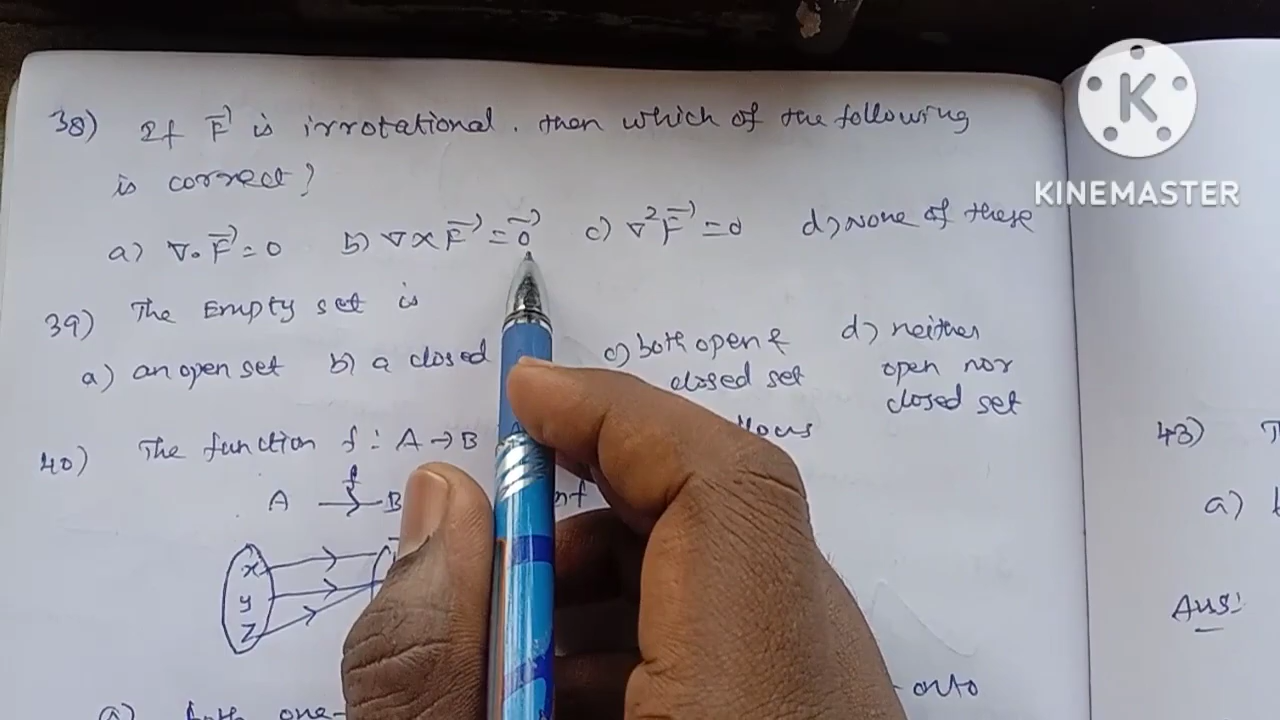 38) If F⃗ is irrotational. then which of the following
is correct?
a) ∇.F⃗ = 0 b) ∇×F⃗ = 0⃗ c) ∇²F⃗ = 0 d) None of these
39) The Empty set is
a) an open set b) a closed c) both open & closed set d) neither open nor closed set
40) The function f : A → B
A f B
x
y
z
both one-
onto
43)
a)
Ans:
K
KINEMASTER